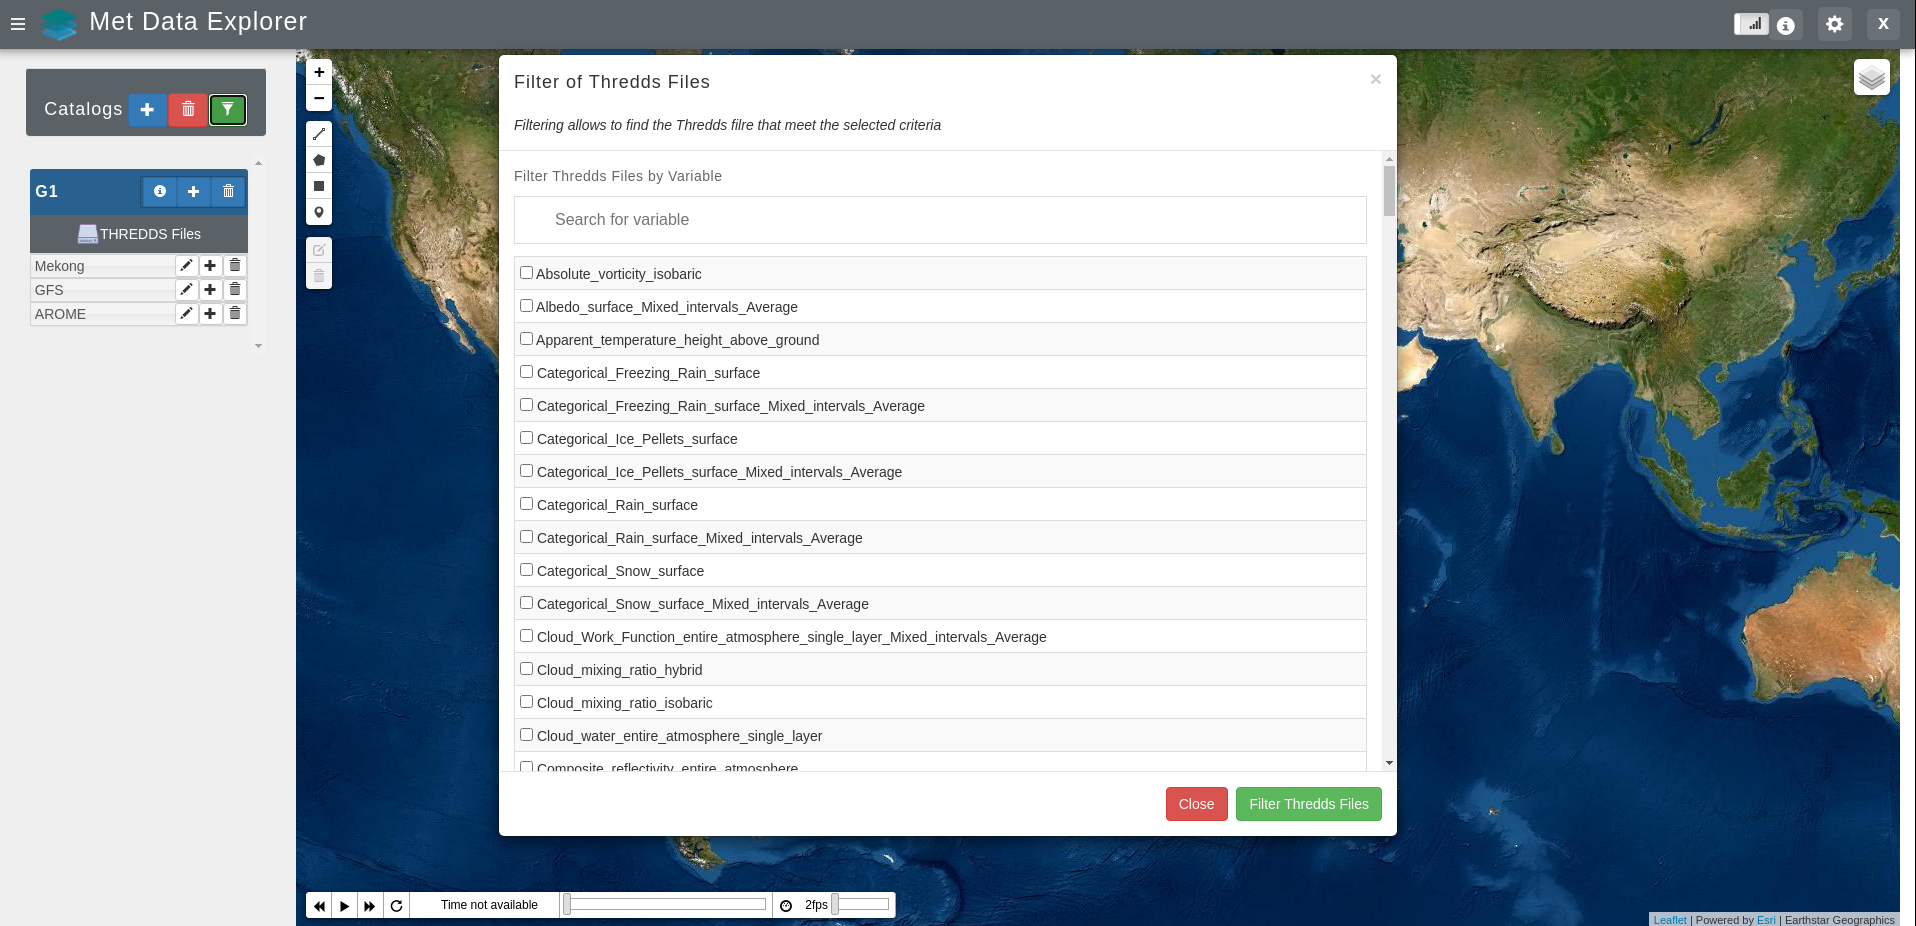 Met Data Explorer
X
Catalogs
G1
THREDDS Files
Mekong
GFS
AROME
+
−
Filter of Thredds Files
×
Filtering allows to find the Thredds filre that meet the selected criteria
Filter Thredds Files by Variable
Search for variable
Absolute_vorticity_isobaric
Albedo_surface_Mixed_intervals_Average
Apparent_temperature_height_above_ground
Categorical_Freezing_Rain_surface
Categorical_Freezing_Rain_surface_Mixed_intervals_Average
Categorical_Ice_Pellets_surface
Categorical_Ice_Pellets_surface_Mixed_intervals_Average
Categorical_Rain_surface
Categorical_Rain_surface_Mixed_intervals_Average
Categorical_Snow_surface
Categorical_Snow_surface_Mixed_intervals_Average
Cloud_Work_Function_entire_atmosphere_single_layer_Mixed_intervals_Average
Cloud_mixing_ratio_hybrid
Cloud_mixing_ratio_isobaric
Cloud_water_entire_atmosphere_single_layer
Composite_reflectivity_entire_atmosphere
Close
Filter Thredds Files
Time not available
2fps
Leaflet | Powered by Esri | Earthstar Geographics